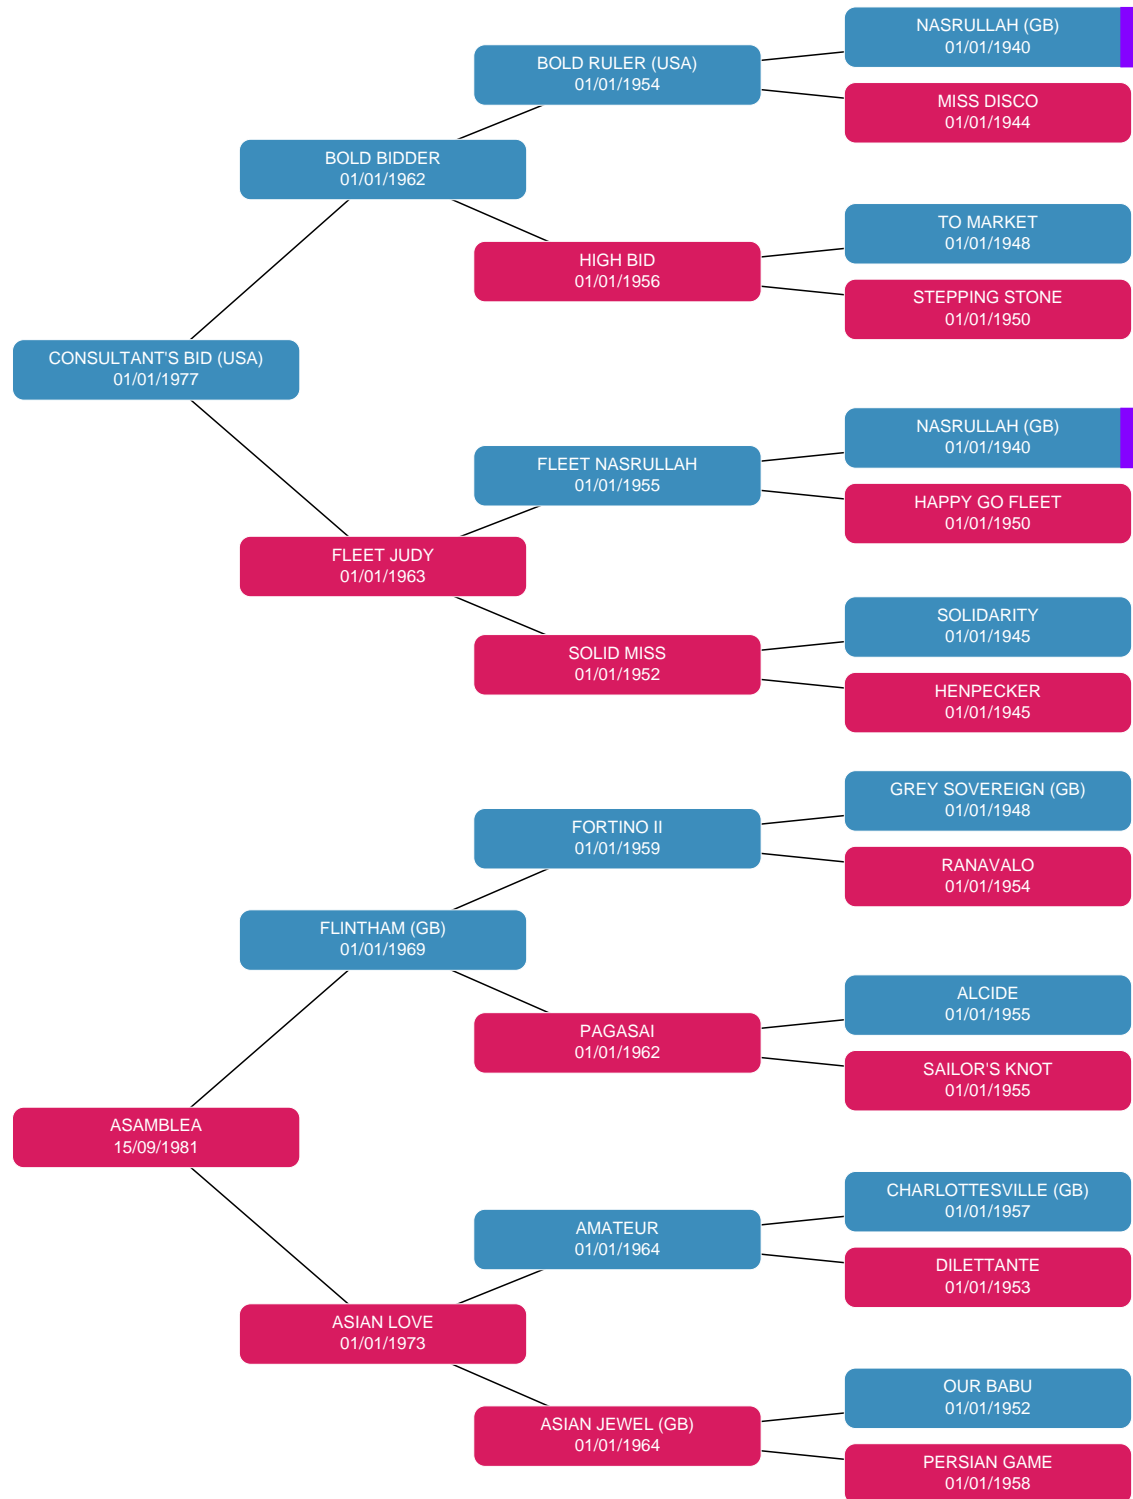 NASRULLAH (GB)
01/01/1940
BOLD RULER (USA)
01/01/1954
MISS DISCO
01/01/1944
BOLD BIDDER
01/01/1962
TO MARKET
01/01/1948
HIGH BID
01/01/1956
STEPPING STONE
01/01/1950
CONSULTANT'S BID (USA)
01/01/1977
NASRULLAH (GB)
01/01/1940
FLEET NASRULLAH
01/01/1955
HAPPY GO FLEET
01/01/1950
FLEET JUDY
01/01/1963
SOLIDARITY
01/01/1945
SOLID MISS
01/01/1952
HENPECKER
01/01/1945
GREY SOVEREIGN (GB)
01/01/1948
FORTINO II
01/01/1959
RANAVALO
01/01/1954
FLINTHAM (GB)
01/01/1969
ALCIDE
01/01/1955
PAGASAI
01/01/1962
SAILOR'S KNOT
01/01/1955
ASAMBLEA
15/09/1981
CHARLOTTESVILLE (GB)
01/01/1957
AMATEUR
01/01/1964
DILETTANTE
01/01/1953
ASIAN LOVE
01/01/1973
OUR BABU
01/01/1952
ASIAN JEWEL (GB)
01/01/1964
PERSIAN GAME
01/01/1958